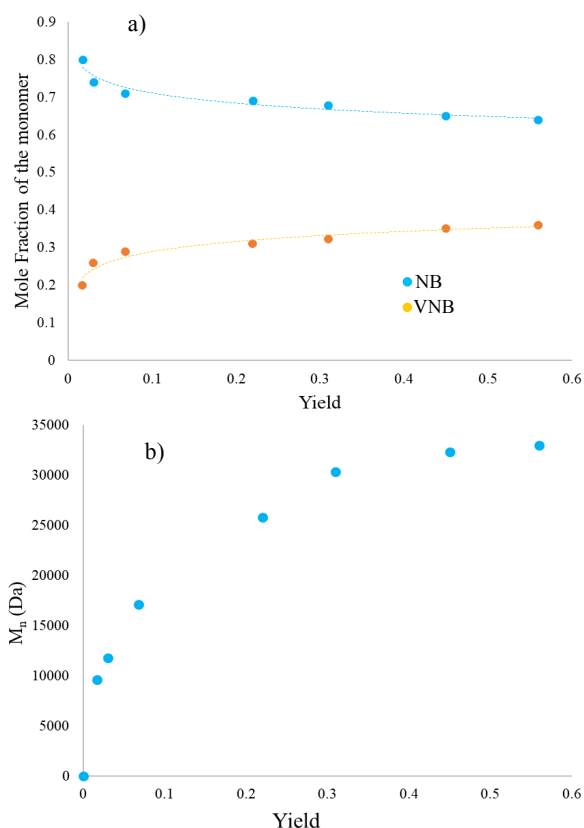 a)
Mole Fraction of the monomer
0.9
0.8
0.7
0.6
0.5
0.4
0.3
0.2
0.1
0
NB
VNB
0 0.1 0.2 0.3 0.4 0.5 0.6
Yield
b)
Mn (Da)
35000
30000
25000
20000
15000
10000
5000
0
0 0.1 0.2 0.3 0.4 0.5 0.6
Yield